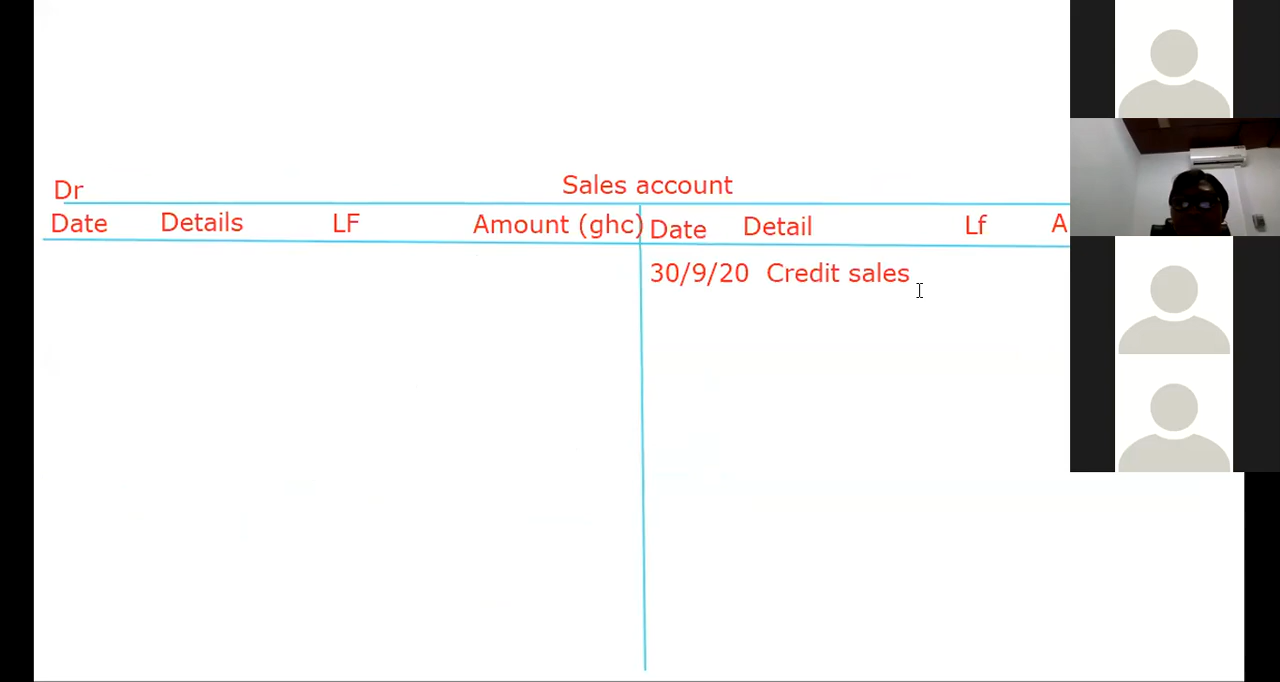 Sales account
Dr
Date Details LF Amount (ghc) Date Detail Lf A
30/9/20 Credit sales